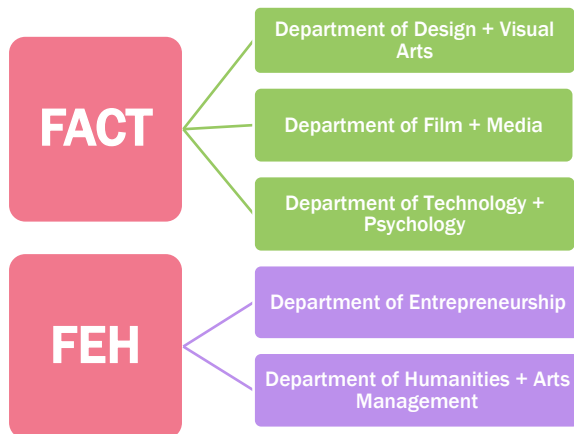 FACT
Department of Design + Visual
Arts
Department of Film + Media
Department of Technology +
Psychology
FEH
Department of Entrepreneurship
Department of Humanities + Arts
Management